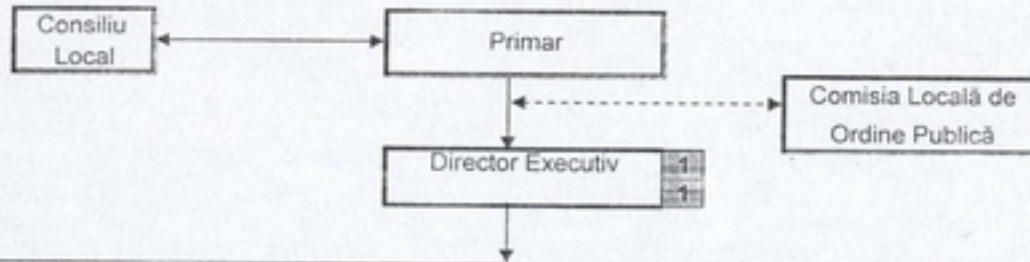 Consiliu
Local
Primar
Comisia Locală de
Ordine Publică
Director Executiv
1
1